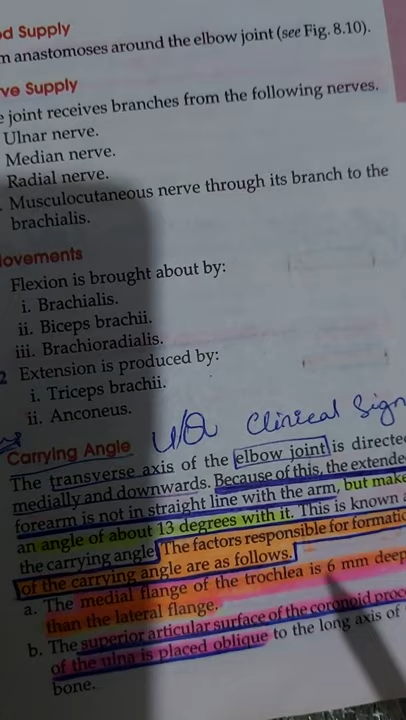 d Supply
m anastomoses around the elbow joint (see Fig. 8.10).
ve Supply
e joint receives branches from the following nerves.
Ulnar nerve.
Median nerve.
Radial nerve.
Musculocutaneous nerve through its branch to the
brachialis.
ovements
Flexion is brought about by:
i. Brachialis.
ii. Biceps brachii.
iii. Brachioradialis.
2 Extension is produced by:
i. Triceps brachii.
ii. Anconeus.
Clinical Sign
Carrying Angle
The transverse axis of the elbow joint is directe
medially and downwards. Because of this, the extende
forearm is not in straight line with the arm, but make
an angle of about 13 degrees with it. This is known a
the carrying angle. The factors responsible for formatio
of the carrying angle are as follows.
a. The medial flange of the trochlea is 6 mm deep
than the lateral flange.
b. The superior articular surface of the coronoid proc
of the ulna is placed oblique to the long axis of
bone.